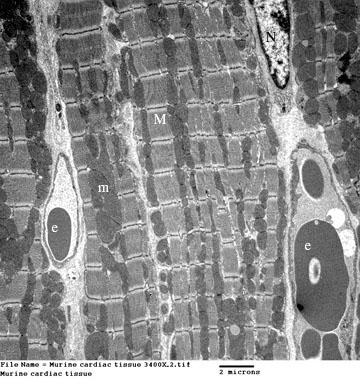 N
M
m
e
e
File Name = Murine cardiac tissue 3400X.2.tif
Murine cardiac tissue
2 microns